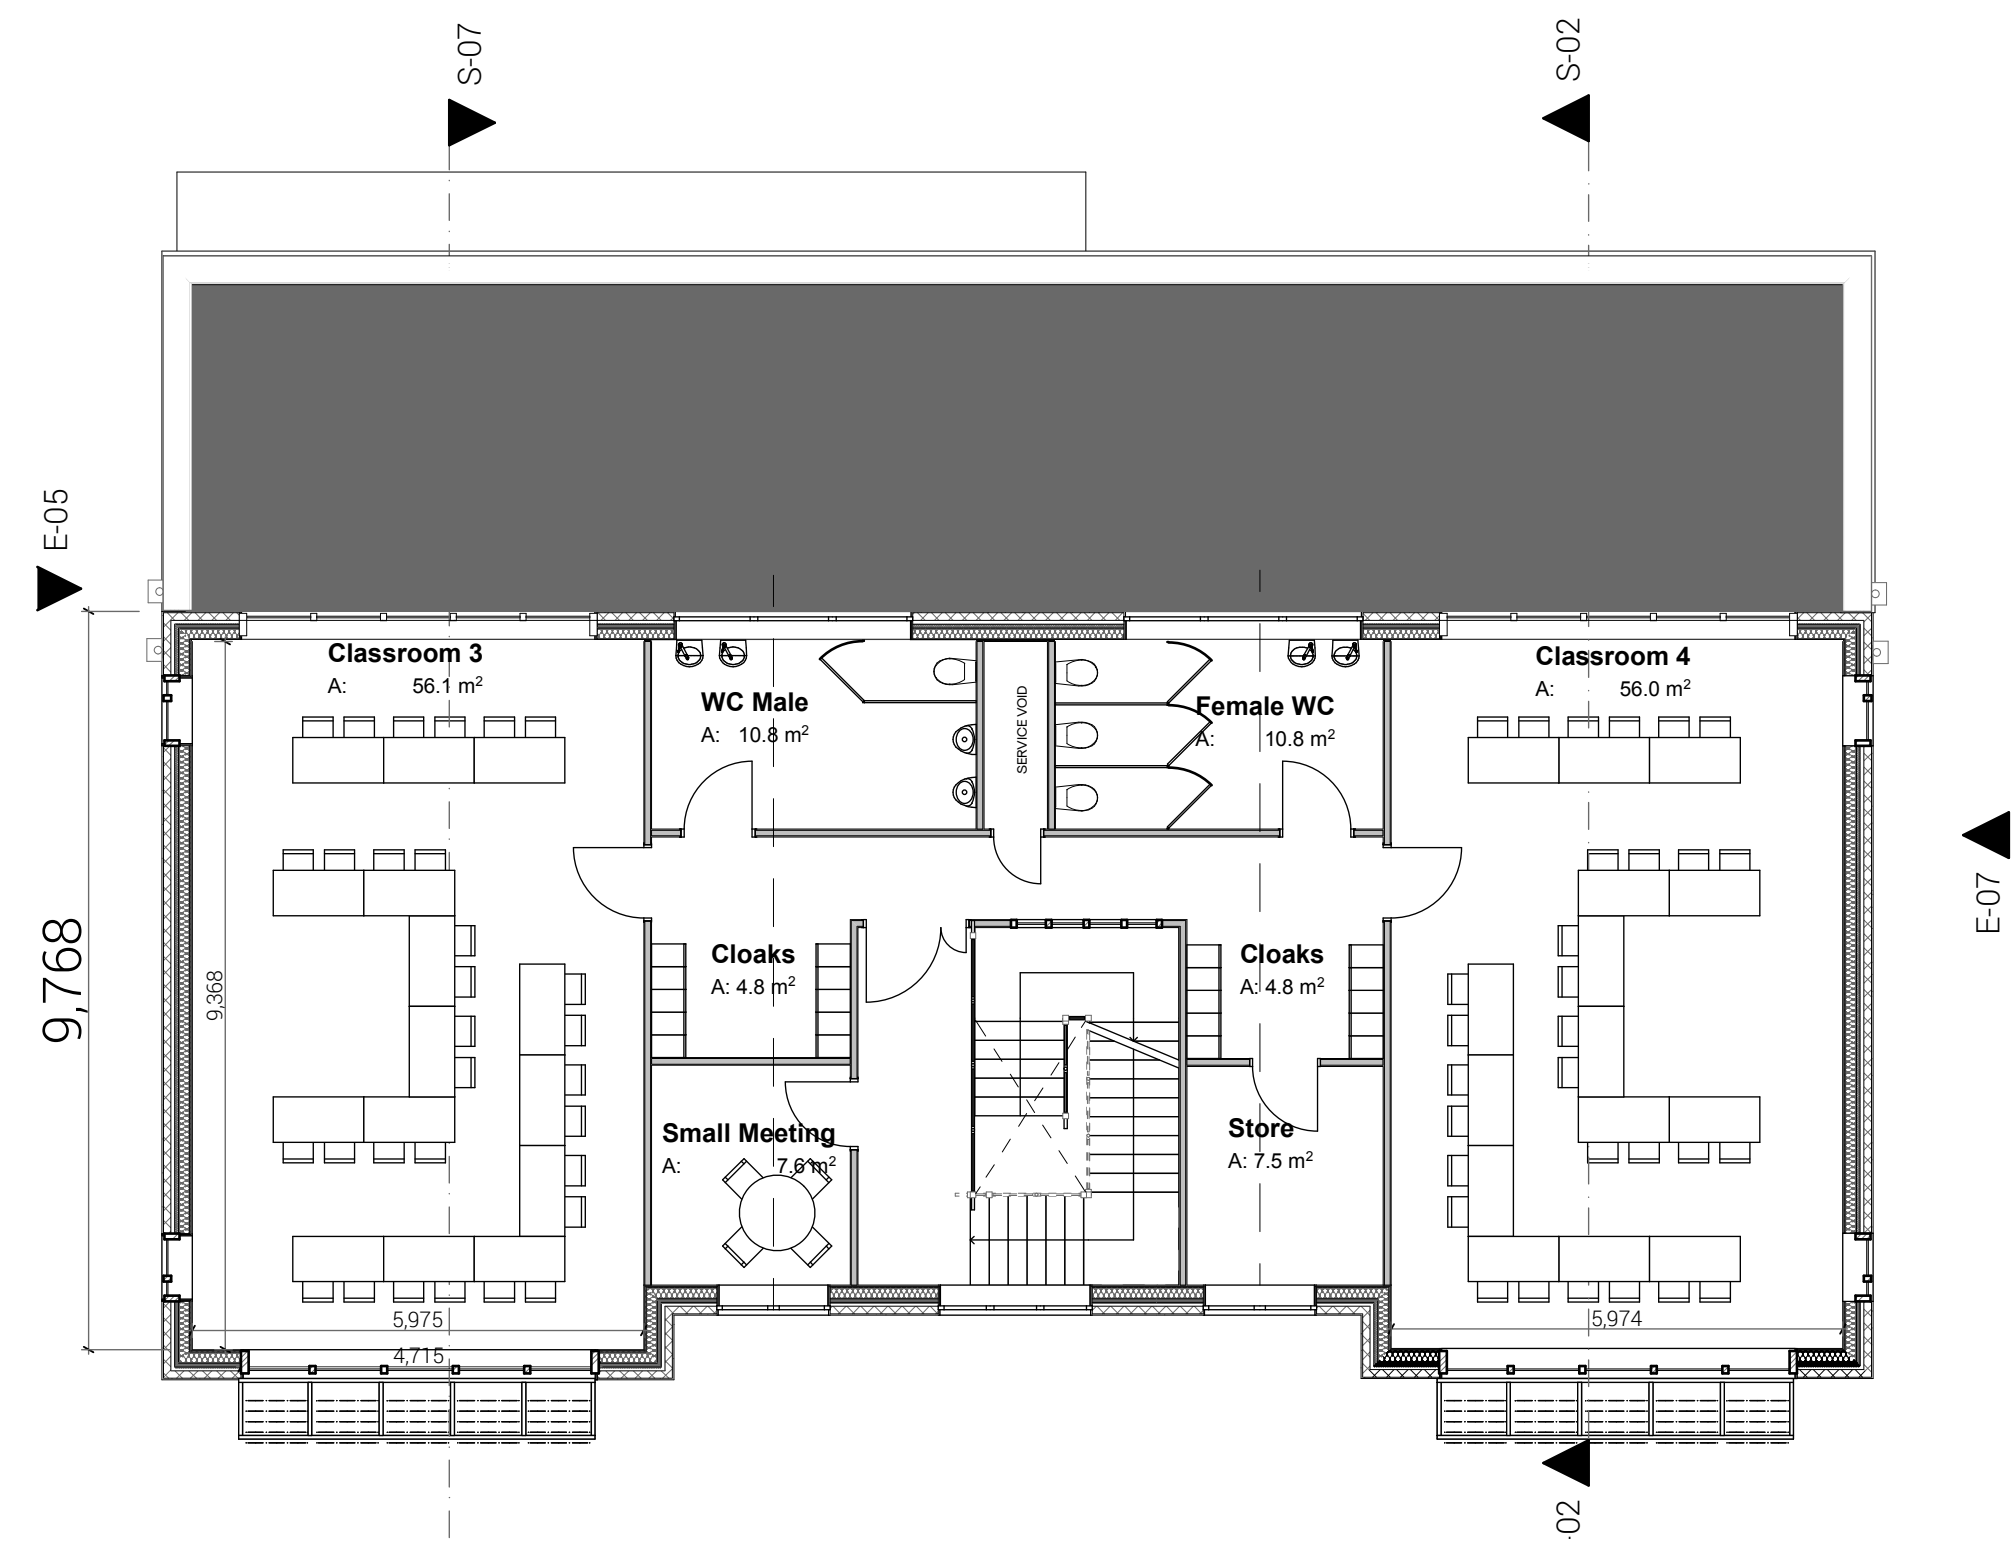 S-07
S-02
E-05
Classroom 3
A: 56.1 m²
WC Male
A: 10.8 m²
SERVICE VOID
Female WC
A: 10.8 m²
Classroom 4
A: 56.0 m²
E-07
9,768
9,368
Cloaks
A: 4.8 m²
Cloaks
A: 4.8 m²
Small Meeting
A: 7.6 m²
Store
A: 7.5 m²
5,975
5,974
4,715
-02